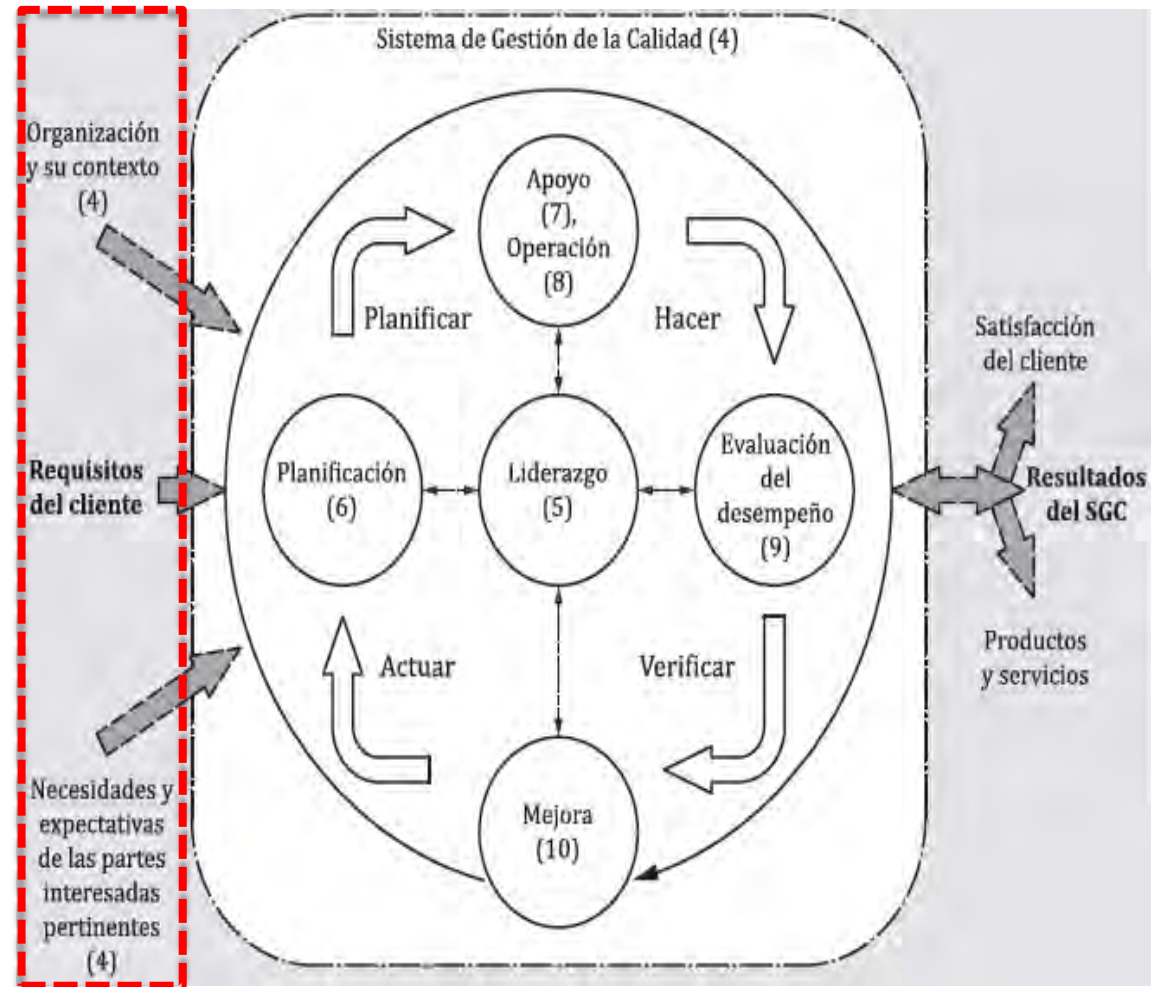 Sistema de Gestión de la Calidad (4)
Organización
y su contexto
(4)
Apoyo
(7),
Operación
(8)
Planificar
Hacer
Satisfacción
del cliente
Requisitos
del cliente
Planificación
(6)
Liderazgo
(5)
Evaluación
del
desempeño
(9)
Resultados
del SGC
Actuar
Verificar
Productos
y servicios
Necesidades y
expectativas
de las partes
interesadas
pertinentes
(4)
Mejora
(10)